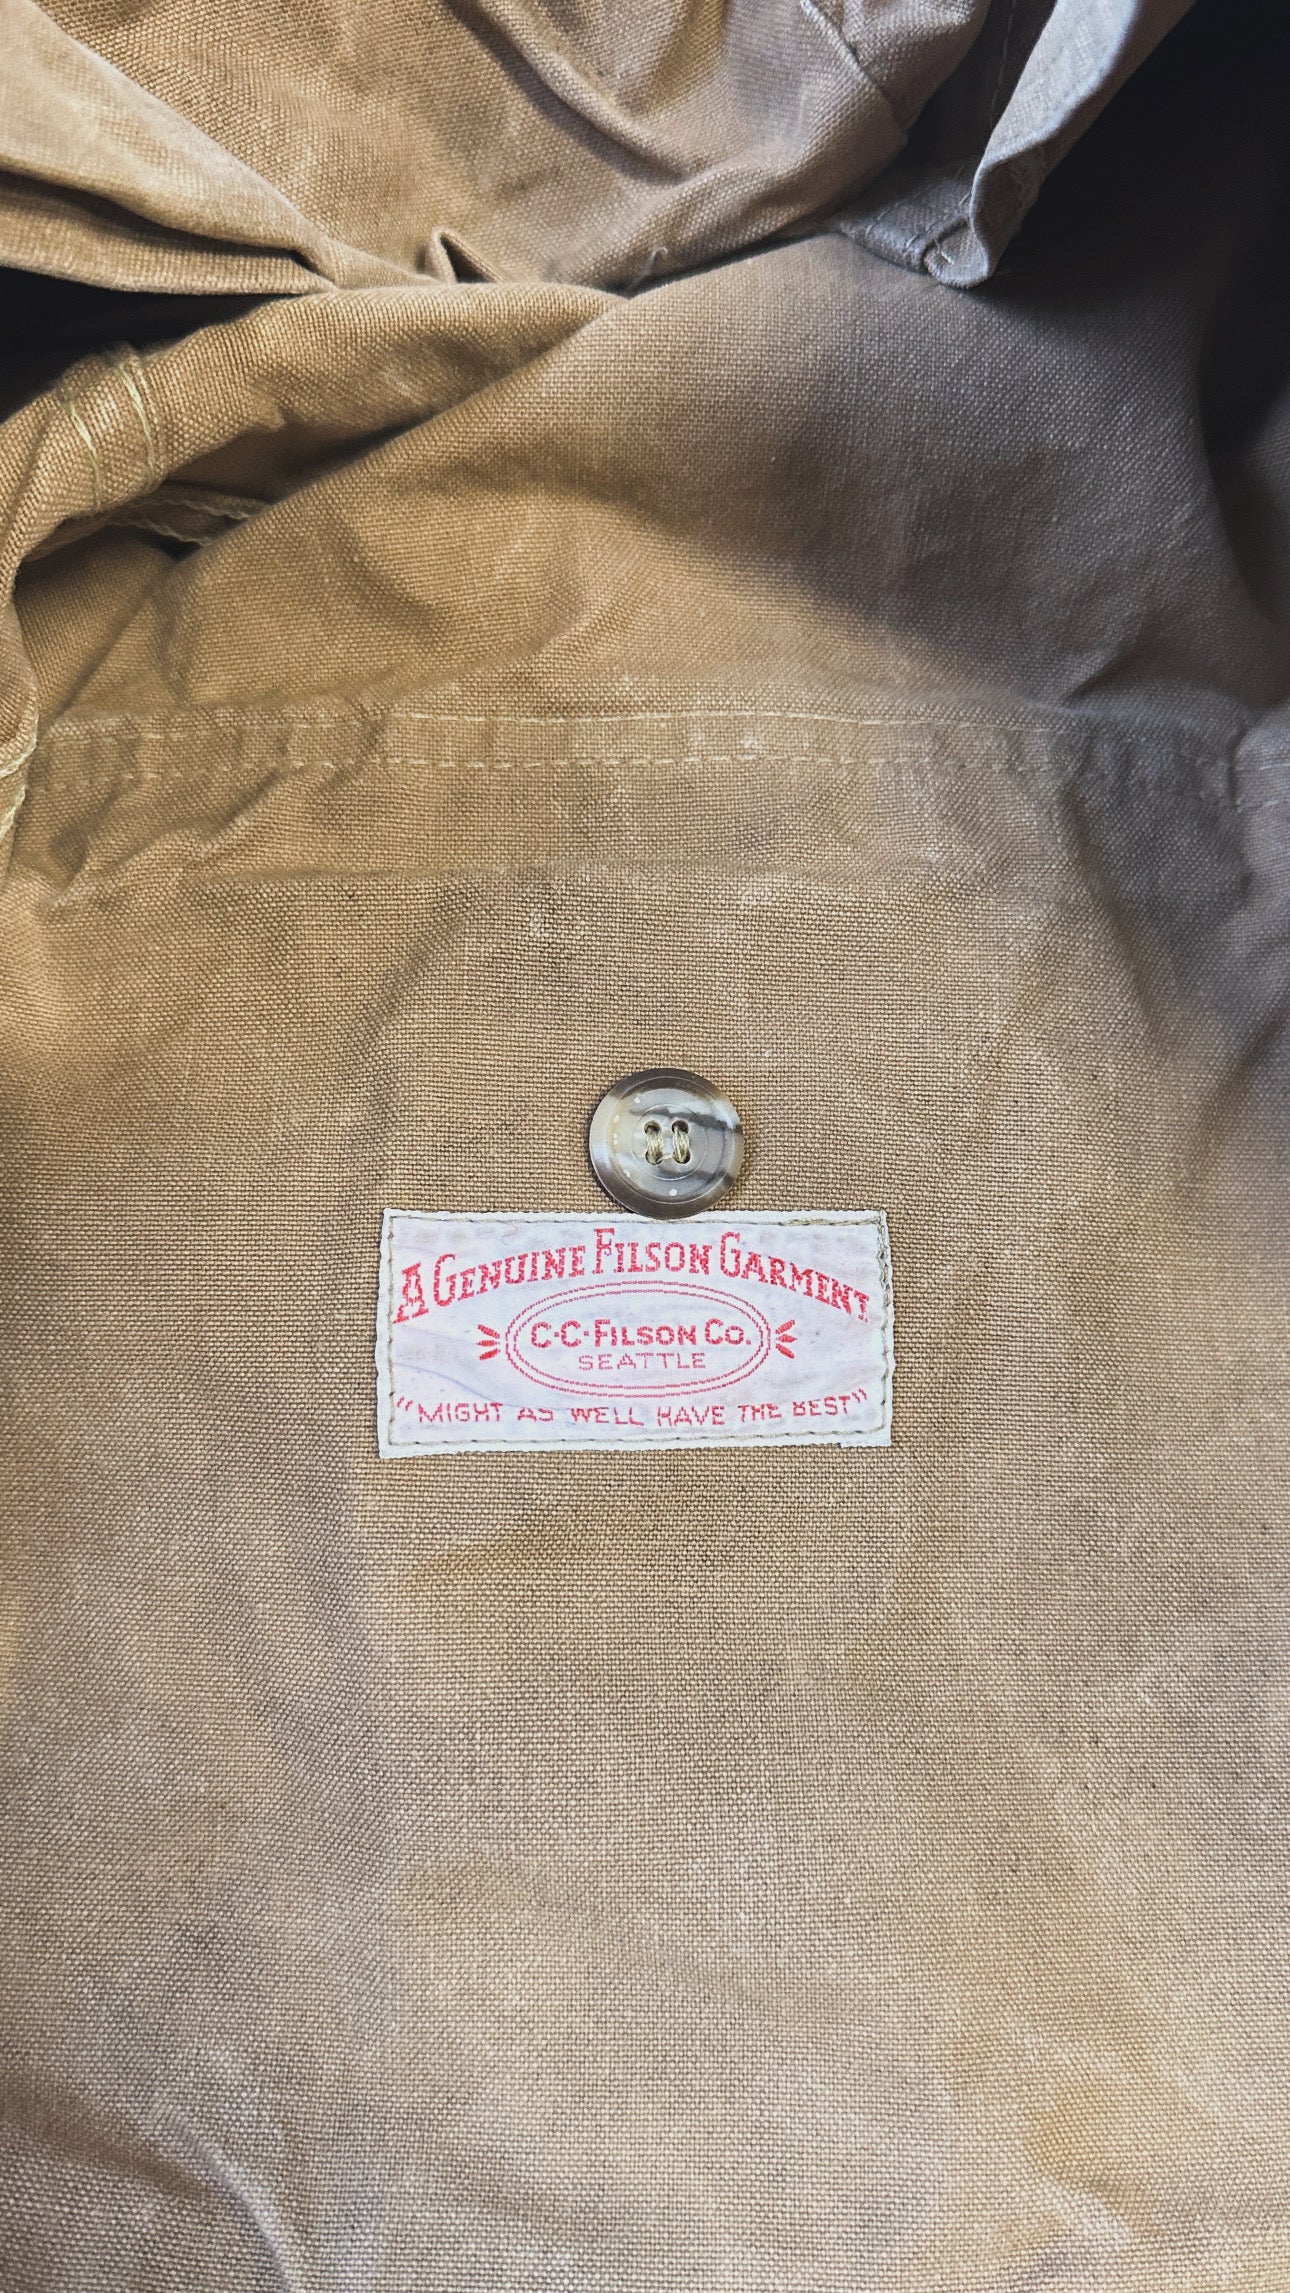 A GENUINE FILSON GARMENT
C·C·FILSON CO.
SEATTLE
"MIGHT AS WELL HAVE THE BEST"